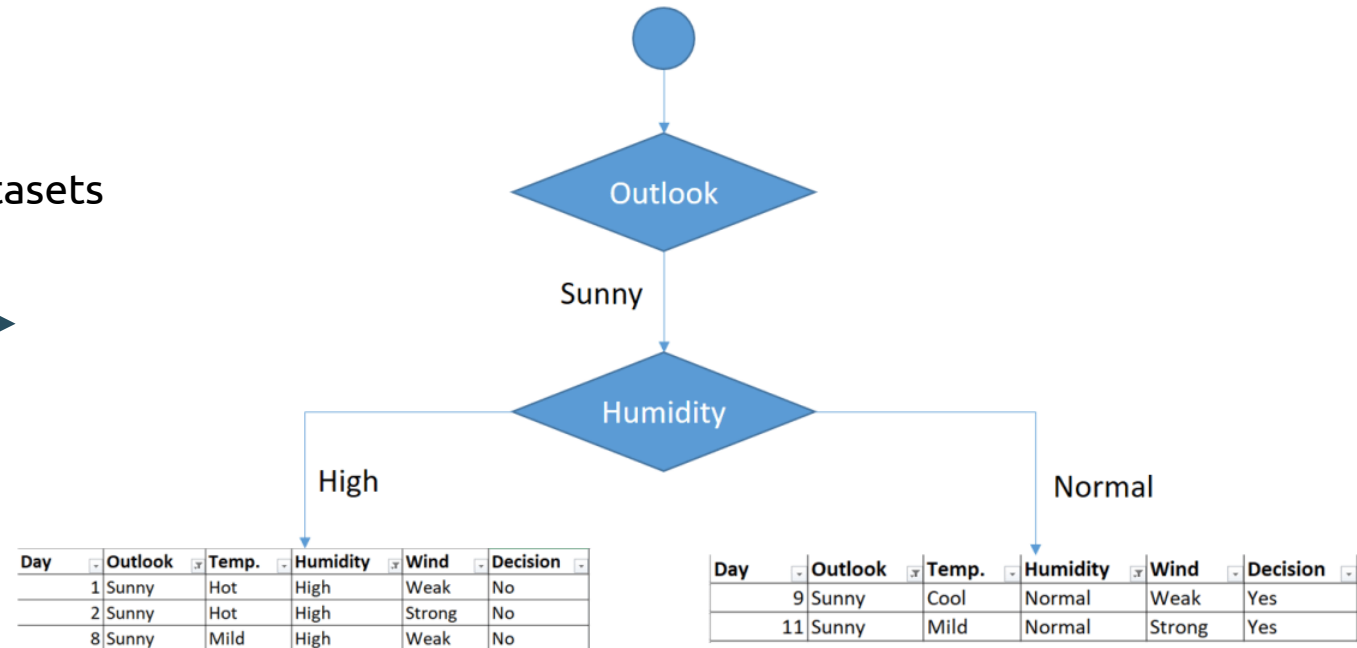 tasets
Outlook
Sunny
Humidity
High
Normal
Day Outlook Temp. Humidity Wind Decision
1 Sunny Hot High Weak No
2 Sunny Hot High Strong No
8 Sunny Mild High Weak No
Day Outlook Temp. Humidity Wind Decision
9 Sunny Cool Normal Weak Yes
11 Sunny Mild Normal Strong Yes